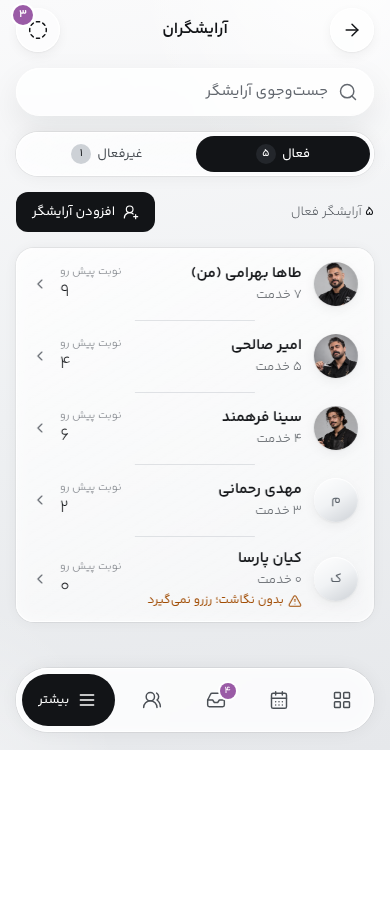 آرایشگران
۳
جست‌وجوی آرایشگر
فعال ۵
غیرفعال ۱
۵ آرایشگر فعال
افزودن آرایشگر
طاها بهرامی (من)
۷ خدمت
نوبت پیش رو
۹
امیر صالحی
۵ خدمت
نوبت پیش رو
۴
سینا فرهمند
۴ خدمت
نوبت پیش رو
۶
م
مهدی رحمانی
۳ خدمت
نوبت پیش رو
۲
ک
کیان پارسا
۰ خدمت
بدون نگاشت؛ رزرو نمی‌گیرد
نوبت پیش رو
۰
۴
بیشتر